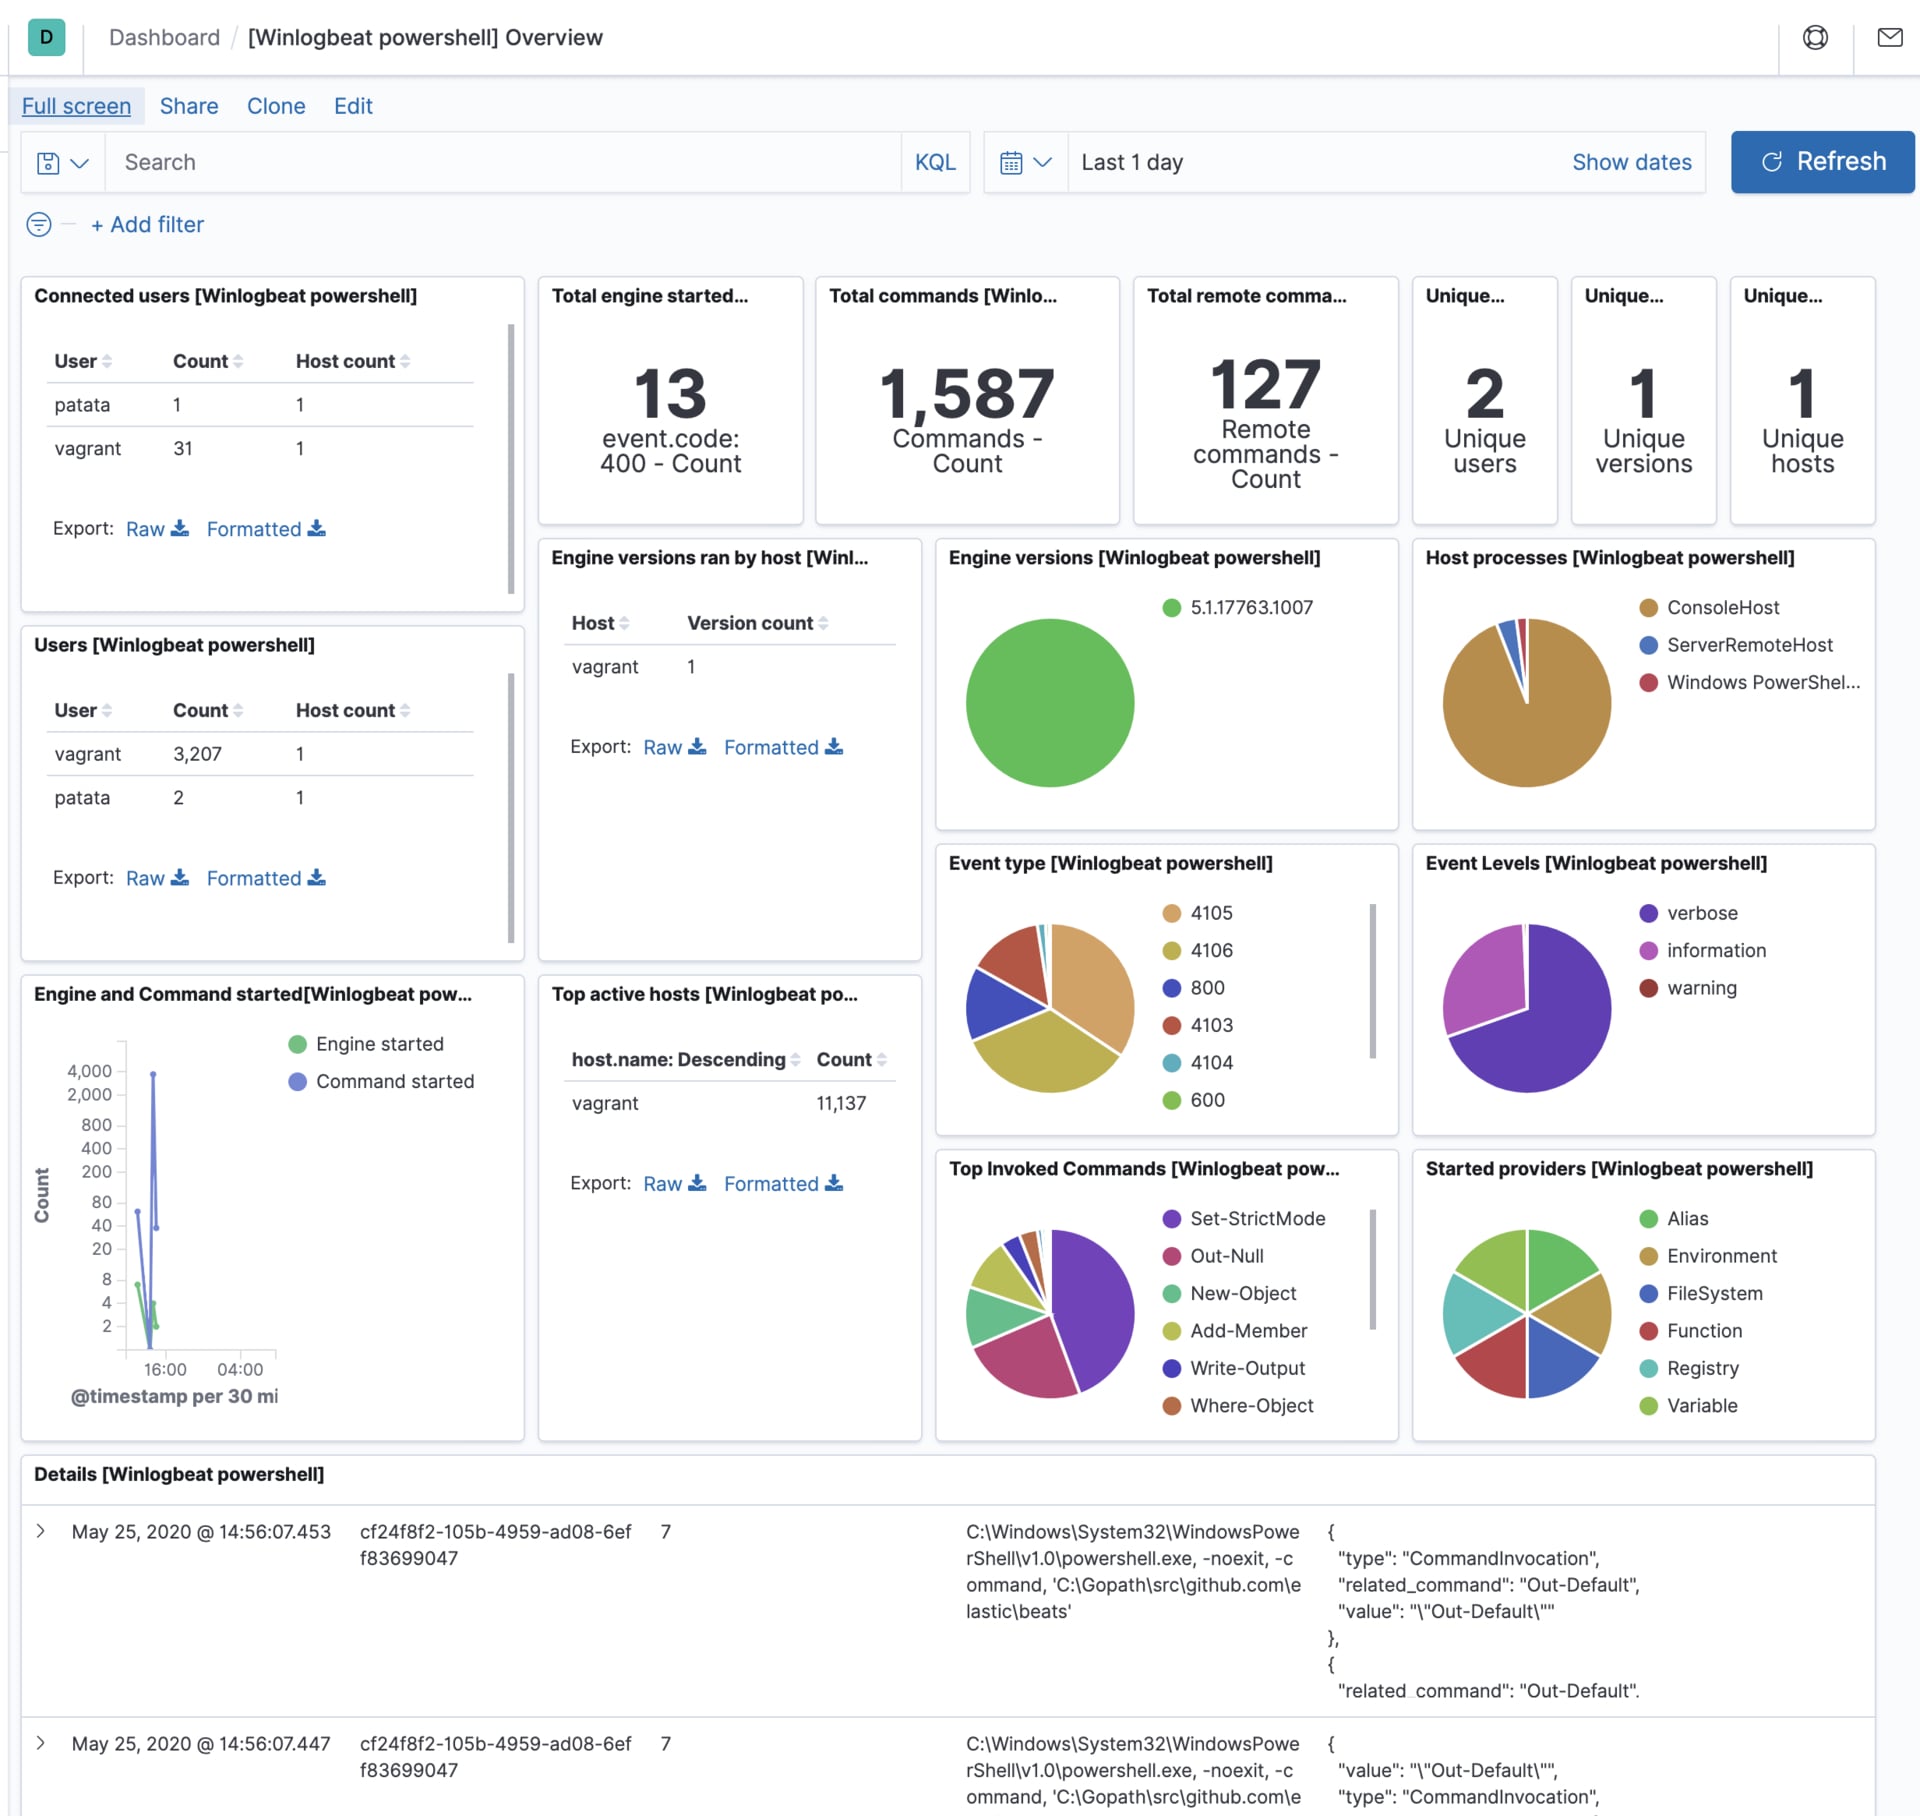 D
Dashboard / [Winlogbeat powershell] Overview
Full screen Share Clone Edit
Search KQL Last 1 day Show dates Refresh
+ Add filter
Connected users [Winlogbeat powershell]
User Count Host count
patata 1 1
vagrant 31 1
Export: Raw Formatted
Total engine started...
13
event.code:
400 - Count
Total commands [Winlo...
1,587
Commands -
Count
Total remote comma...
127
Remote
commands -
Count
Unique...
2
Unique
users
Unique...
1
Unique
versions
Unique...
1
Unique
hosts
Users [Winlogbeat powershell]
User Count Host count
vagrant 3,207 1
patata 2 1
Export: Raw Formatted
Engine versions ran by host [Winl...
Host Version count
vagrant 1
Export: Raw Formatted
Engine versions [Winlogbeat powershell]
5.1.17763.1007
Host processes [Winlogbeat powershell]
ConsoleHost
ServerRemoteHost
Windows PowerShel...
Event type [Winlogbeat powershell]
4105
4106
800
4103
4104
600
Event Levels [Winlogbeat powershell]
verbose
information
warning
Engine and Command started[Winlogbeat pow...
Engine started
Command started
4,000
2,000
800
400
200
80
40
20
8
4
2
Count
16:00 04:00
@timestamp per 30 mi
Top active hosts [Winlogbeat po...
host.name: Descending Count
vagrant 11,137
Export: Raw Formatted
Top Invoked Commands [Winlogbeat pow...
Set-StrictMode
Out-Null
New-Object
Add-Member
Write-Output
Where-Object
Started providers [Winlogbeat powershell]
Alias
Environment
FileSystem
Function
Registry
Variable
Details [Winlogbeat powershell]
May 25, 2020 @ 14:56:07.453 cf24f8f2-105b-4959-ad08-6ef 7 C:\Windows\System32\WindowsPowe {
f83699047 rShell\v1.0\powershell.exe, -noexit, -c "type": "CommandInvocation",
ommand, 'C:\Gopath\src\github.com\e "related_command": "Out-Default",
lastic\beats' "value": "\"Out-Default\""
},
{
"related_command": "Out-Default".
May 25, 2020 @ 14:56:07.447 cf24f8f2-105b-4959-ad08-6ef 7 C:\Windows\System32\WindowsPowe {
f83699047 rShell\v1.0\powershell.exe, -noexit, -c "value": "\"Out-Default\"",
ommand, 'C:\Gopath\src\github.com\e "type": "CommandInvocation",